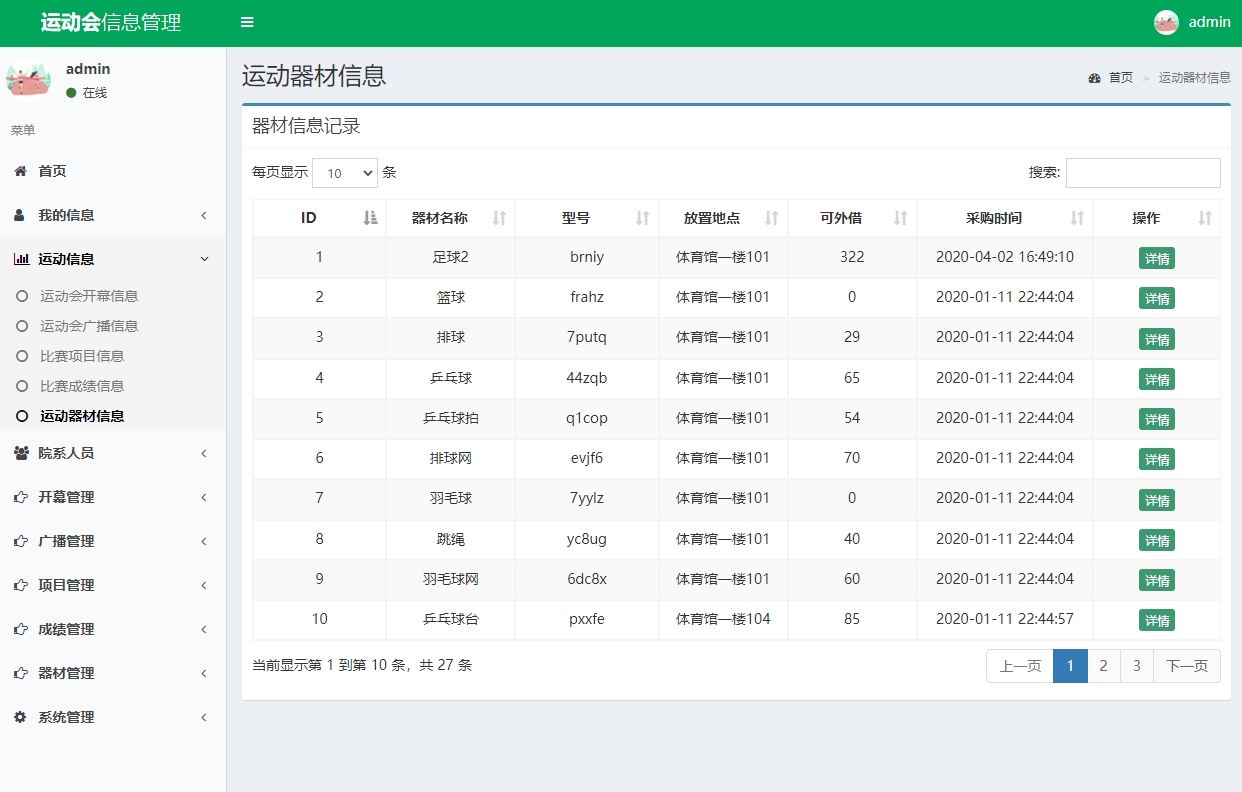 运动会信息管理
admin
admin
在线
菜单
首页
我的信息
运动信息
运动会开幕信息
运动会广播信息
比赛项目信息
比赛成绩信息
运动器材信息
院系人员
开幕管理
广播管理
项目管理
成绩管理
器材管理
系统管理
运动器材信息
首页 > 运动器材信息
器材信息记录
每页显示 10 条 搜索:
ID 器材名称 型号 放置地点 可外借 采购时间 操作
1 足球2 brniy 体育馆一楼101 322 2020-04-02 16:49:10 详情
2 篮球 frahz 体育馆一楼101 0 2020-01-11 22:44:04 详情
3 排球 7putq 体育馆一楼101 29 2020-01-11 22:44:04 详情
4 乒乓球 44zqb 体育馆一楼101 65 2020-01-11 22:44:04 详情
5 乒乓球拍 q1cop 体育馆一楼101 54 2020-01-11 22:44:04 详情
6 排球网 evjf6 体育馆一楼101 70 2020-01-11 22:44:04 详情
7 羽毛球 7yylz 体育馆一楼101 0 2020-01-11 22:44:04 详情
8 跳绳 yc8ug 体育馆一楼101 40 2020-01-11 22:44:04 详情
9 羽毛球网 6dc8x 体育馆一楼101 60 2020-01-11 22:44:04 详情
10 乒乓球台 pxxfe 体育馆一楼104 85 2020-01-11 22:44:57 详情
当前显示第 1 到第 10 条，共 27 条
上一页 1 2 3 下一页